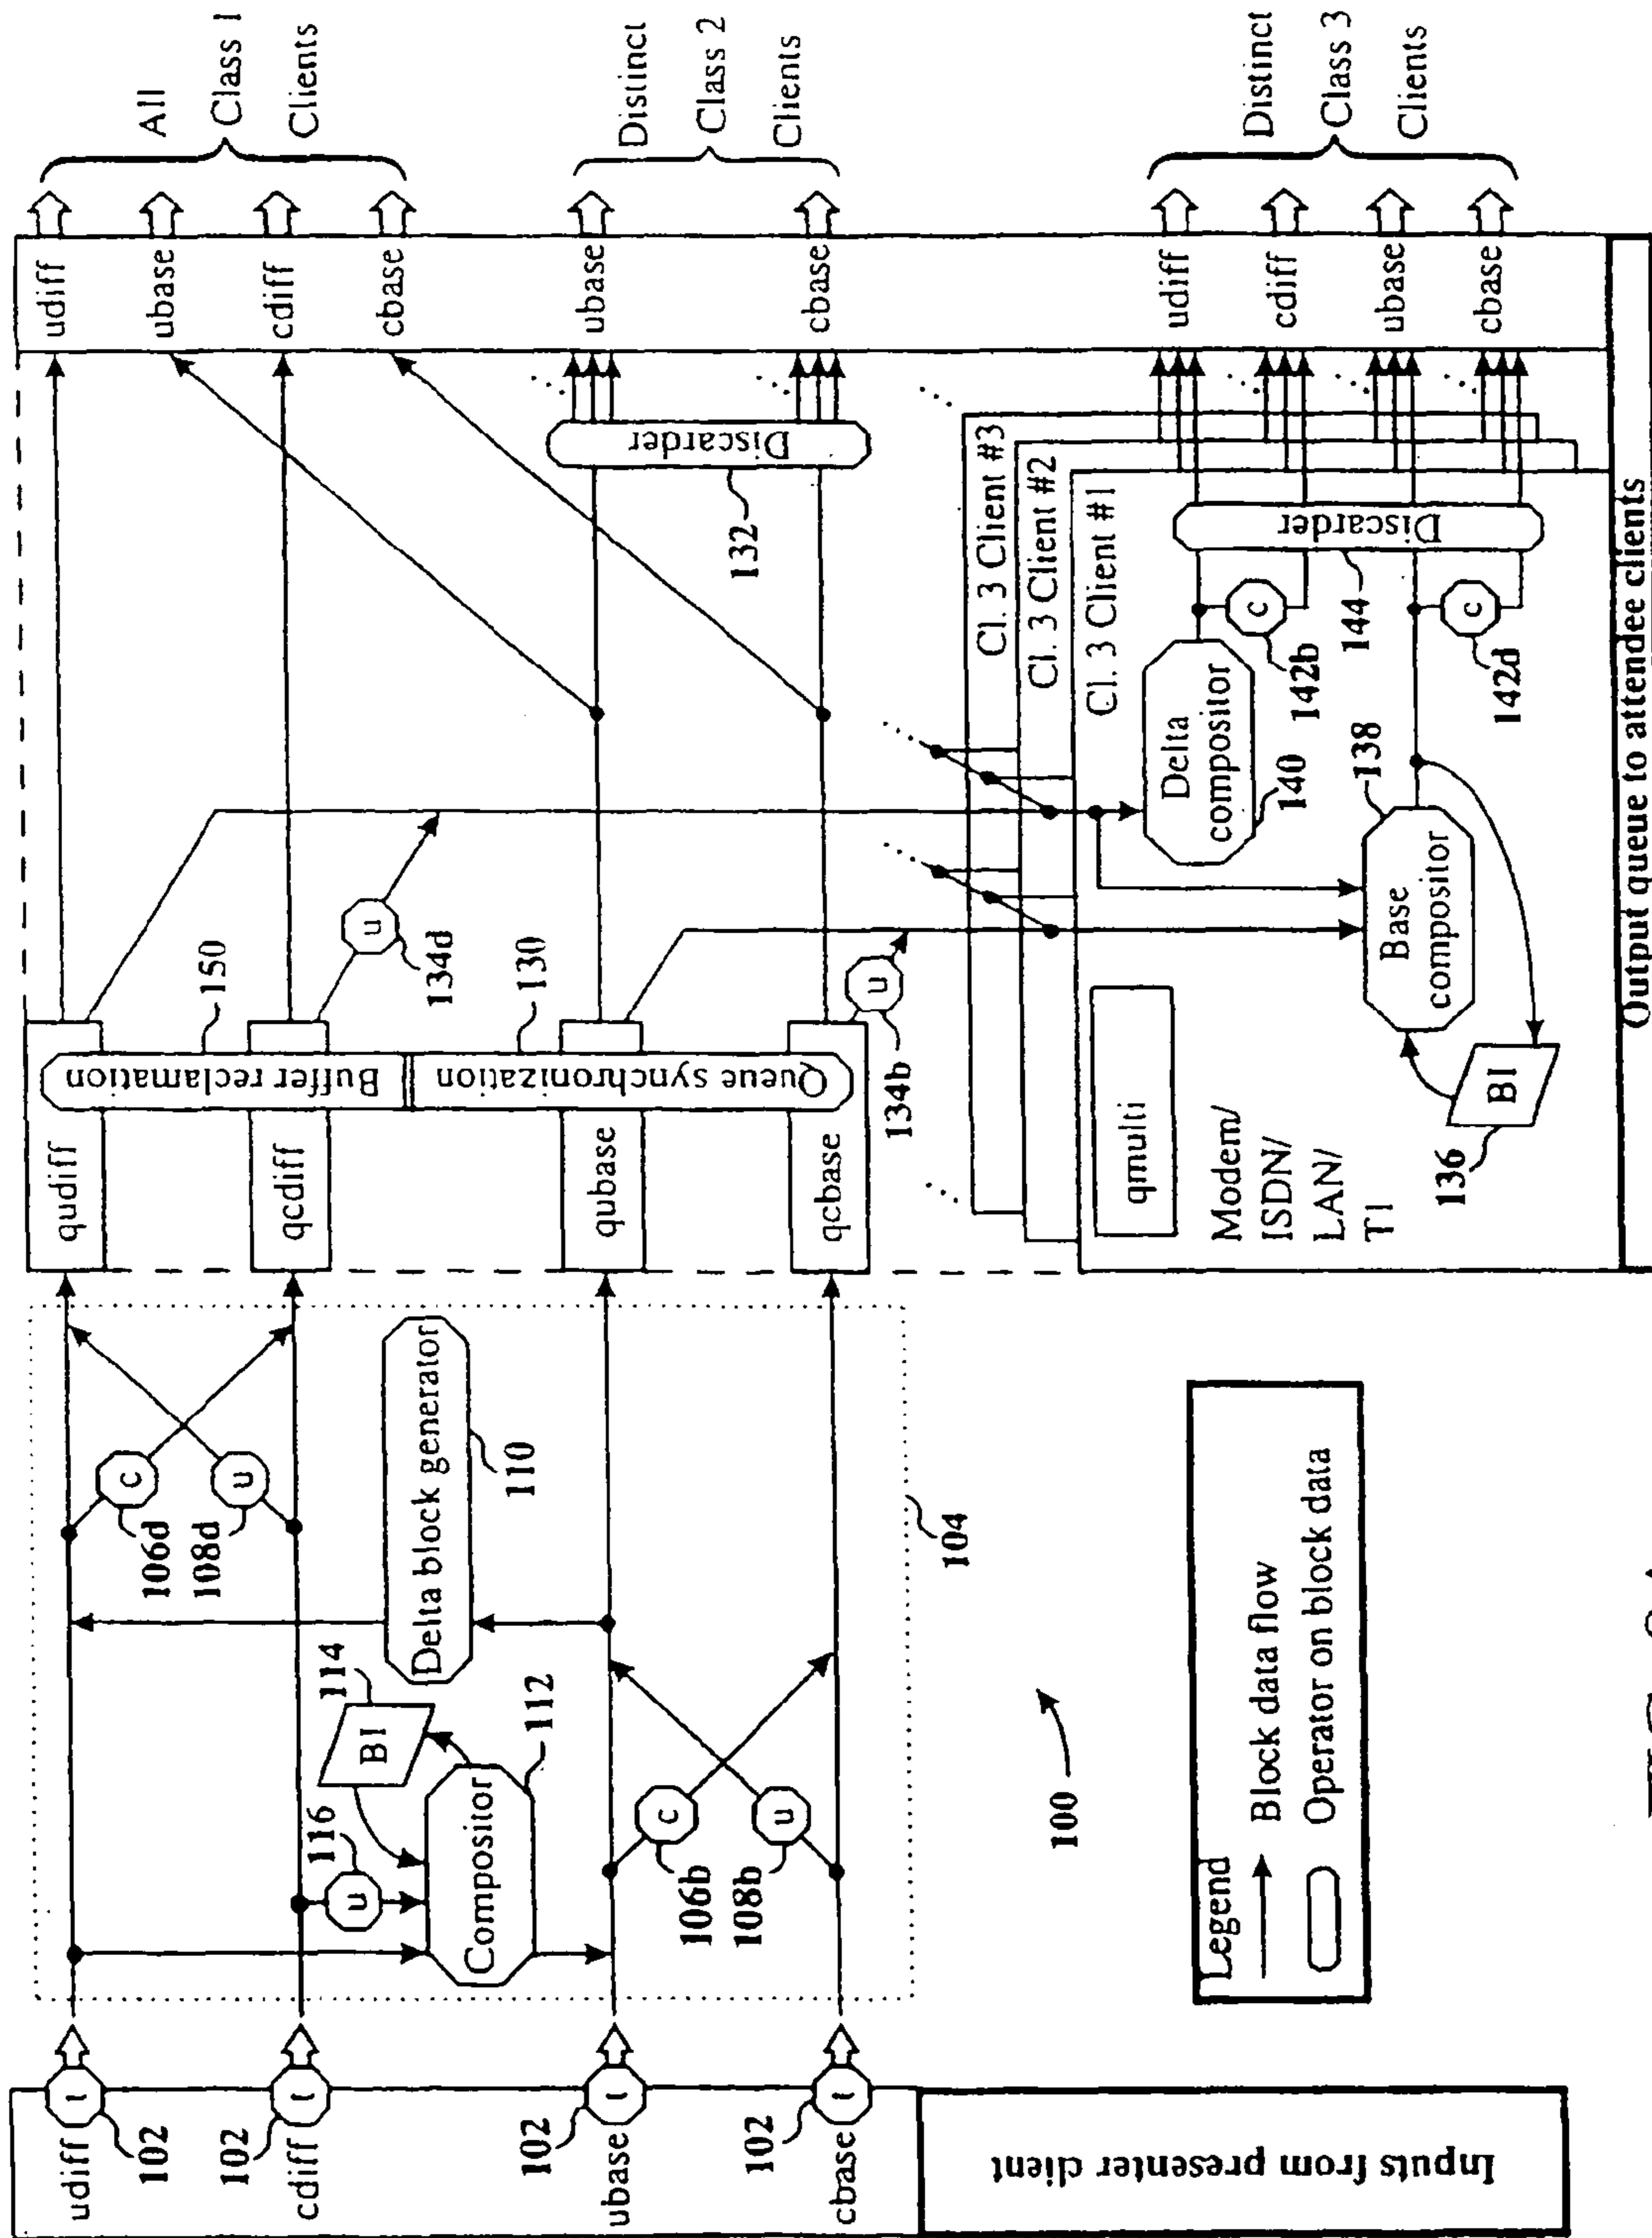 udiff
t
102
cdiff
t
102
ubase
t
102
cbase
t
102
Inputs from presenter client
116
u
114
BI
Compositor
112
106d
c
108d
u
Delta block generator
110
106b
c
108b
u
104
100
Legend
Block data flow
Operator on block data
qudiff
qcdiff
qubase
qcbase
Buffer reclamation
150
Queue synchronization
130
u
134d
u
134b
Discarder
132
udiff
ubase
cdiff
cbase
ubase
cbase
udiff
cdiff
ubase
cbase
All
Class 1
Clients
Distinct
Class 2
Clients
Distinct
Class 3
Clients
Cl. 3 Client #3
Cl. 3 Client #2
Cl. 3 Client #1
qmulti
Modem/
ISDN/
LAN/
T1
Delta
compositor
140
Base
compositor
138
BI
136
c
142b
c
142d
Discarder
144
Output queue to attendee clients